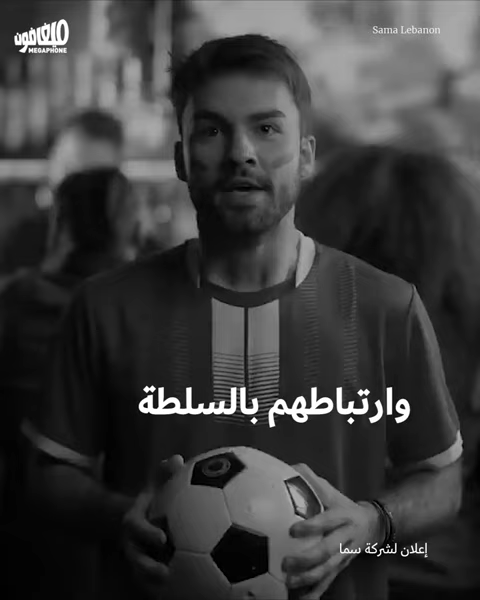 ميغافون
MEGAPHONE
Sama Lebanon
وارتباطهم بالسلطة
إعلان لشركة سما